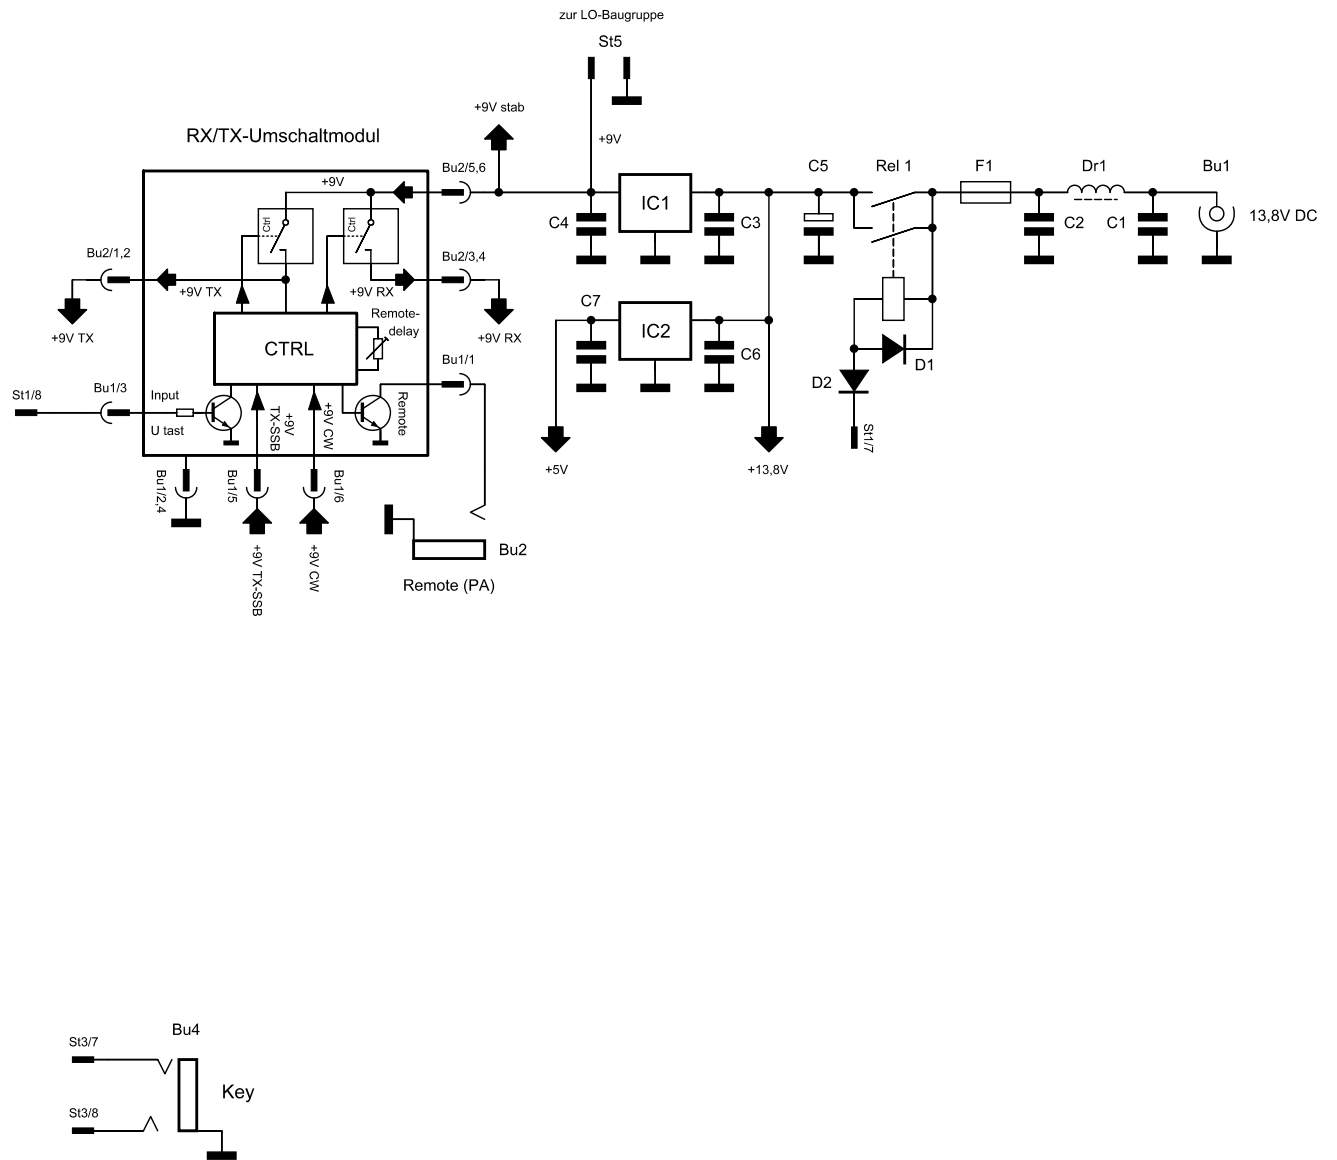 zur LO-Baugruppe
St5
+9V stab
RX/TX-Umschaltmodul
+9V
Bu2/5,6
C5
Rel 1
F1
Dr1
Bu1
+9V
Ctrl
Ctrl
C4
IC1
C3
C2
C1
13,8V DC
Bu2/1,2
Bu2/3,4
+9V TX
+9V RX
C7
Remote-
delay
+9V TX
+9V RX
IC2
C6
CTRL
Bu1/1
D1
D2
St1/8
Bu1/3
Input
U tast
+9V
TX-SSB
+9V CW
Remote
St1/7
+5V
+13,8V
Bu1/2,4
Bu1/5
Bu1/6
+9V TX-SSB
+9V CW
Bu2
Remote (PA)
Bu4
St3/7
Key
St3/8